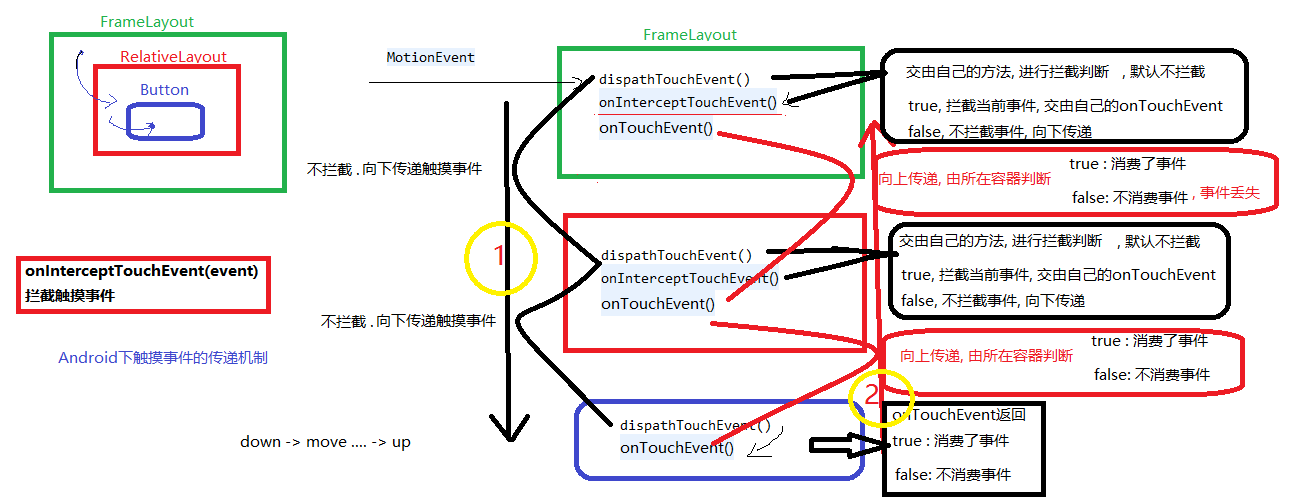 FrameLayout
RelativeLayout
Button
onInterceptTouchEvent(event)
拦截触摸事件
Android下触摸事件的传递机制
down -> move .... -> up
MotionEvent
不拦截 . 向下传递触摸事件
不拦截 . 向下传递触摸事件
1
FrameLayout
dispathTouchEvent()
onInterceptTouchEvent()
onTouchEvent()
交由自己的方法, 进行拦截判断 , 默认不拦截
true, 拦截当前事件, 交由自己的onTouchEvent
false, 不拦截事件, 向下传递
向上传递, 由所在容器判断
true : 消费了事件
false: 不消费事件 , 事件丢失
dispathTouchEvent()
onInterceptTouchEvent()
onTouchEvent()
交由自己的方法, 进行拦截判断 , 默认不拦截
true, 拦截当前事件, 交由自己的onTouchEvent
false, 不拦截事件, 向下传递
向上传递, 由所在容器判断
true : 消费了事件
false: 不消费事件
2
dispathTouchEvent()
onTouchEvent()
onTouchEvent返回
true : 消费了事件
false: 不消费事件